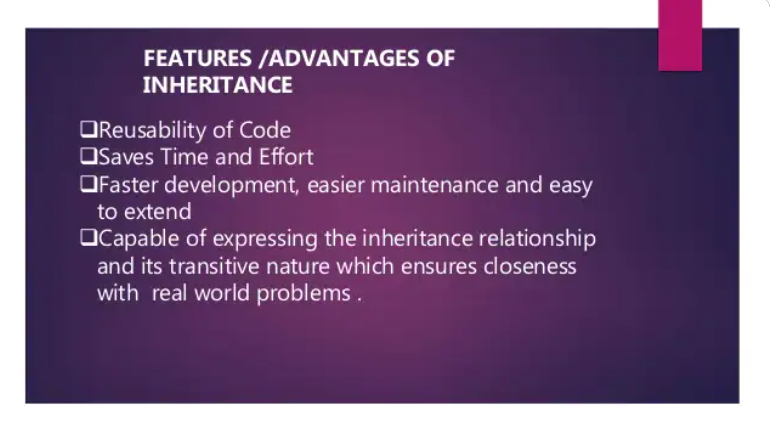 FEATURES /ADVANTAGES OF
INHERITANCE
❑Reusability of Code
❑Saves Time and Effort
❑Faster development, easier maintenance and easy
to extend
❑Capable of expressing the inheritance relationship
and its transitive nature which ensures closeness
with  real world problems .